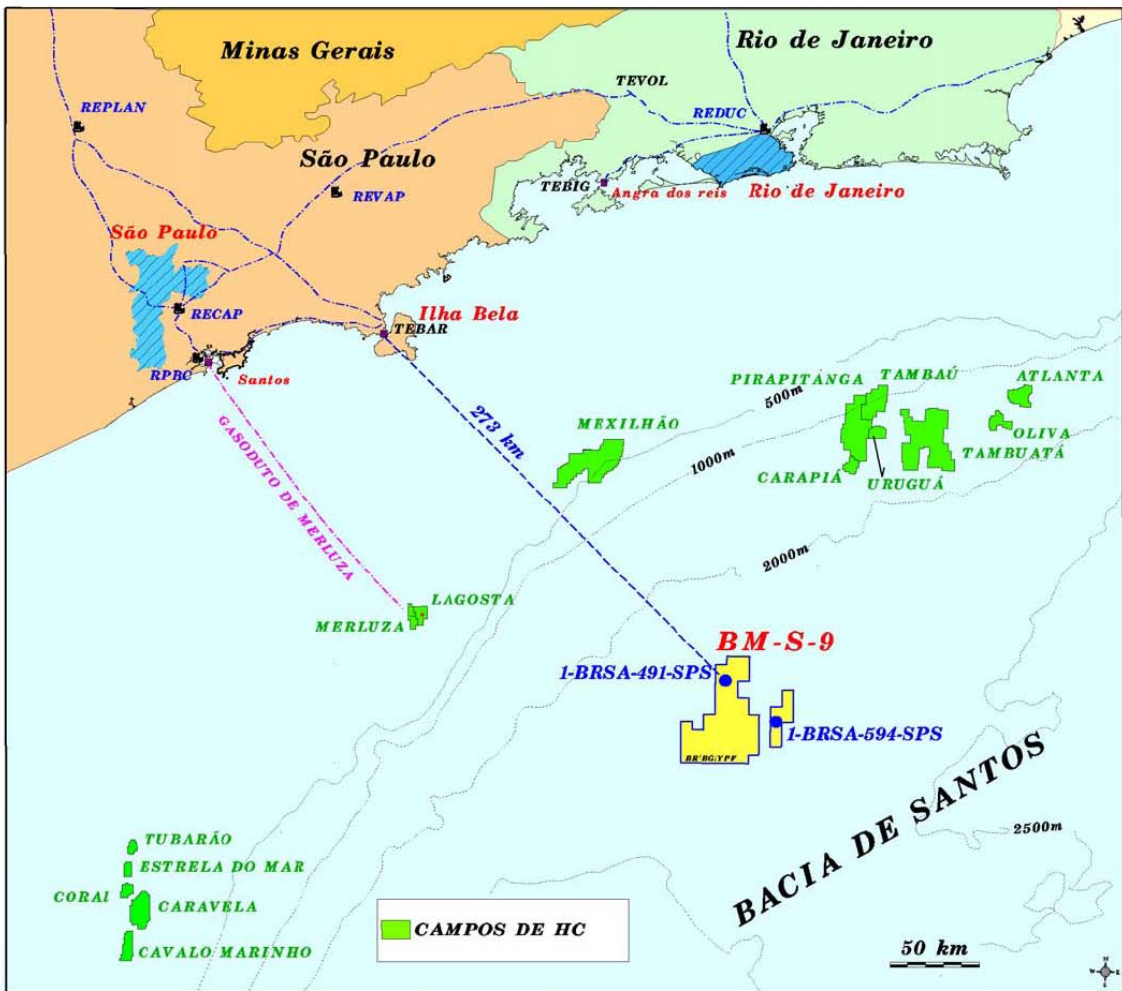 Minas Gerais
Rio de Janeiro
TEVOL
REPLAN
REDUC
São Paulo
REVAP
TEBIG
Angra dos reis
Rio de Janeiro
São Paulo
RECAP
Ilha Bela
TEBAR
RPBC
Santos
GASODUTO DE MERLUZA
273 km
MEXILHÃO
PIRAPITANGA
TAMBAÚ
ATLANTA
500m
OLIVA
1000m
TAMBUATÁ
CARAPIÁ
URUGUÁ
2000m
LAGOSTA
MERLUZA
BM-S-9
1-BRSA-491-SPS
1-BRSA-594-SPS
BR/BG/YPF
BACIA DE SANTOS
2500m
TUBARÃO
ESTRELA DO MAR
CORAl
CARAVELA
CAVALO MARINHO
CAMPOS DE HC
50 km
N
W
E
S